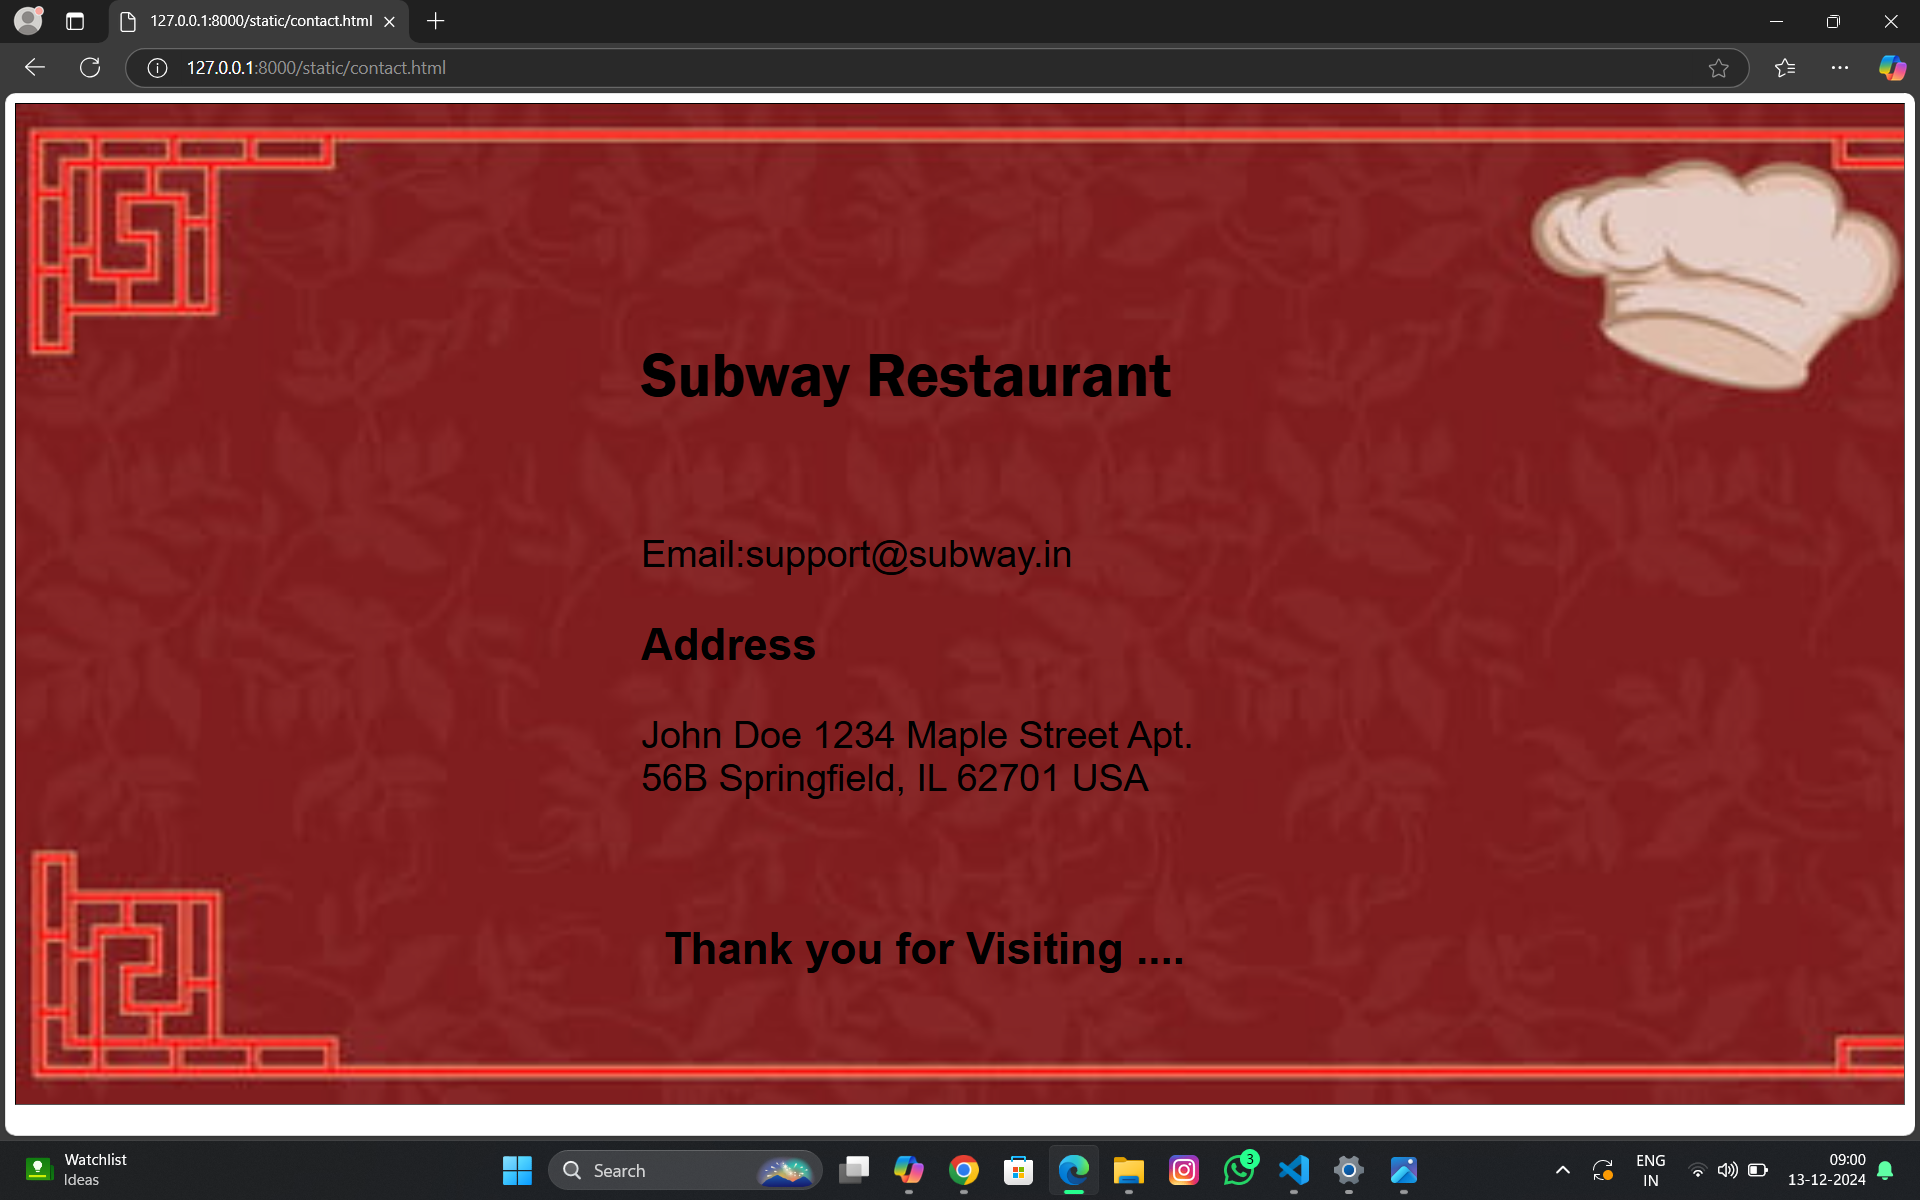 127.0.0.1:8000/static/contact.html
127.0.0.1:8000/static/contact.html
Subway Restaurant
Email:support@subway.in
Address
John Doe 1234 Maple Street Apt.
56B Springfield, IL 62701 USA
Thank you for Visiting ....
Watchlist
Ideas
Search
3
ENG
IN
09:00
13-12-2024